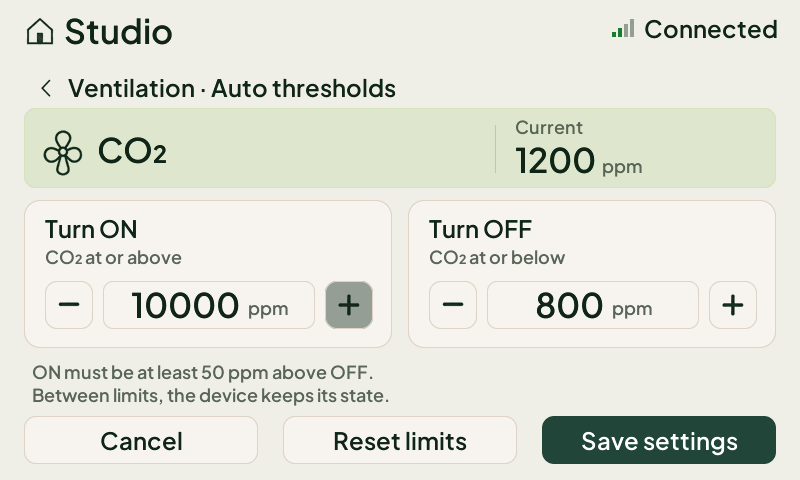 Studio
Connected
Ventilation · Auto thresholds
CO₂
Current
1200 ppm
Turn ON
CO₂ at or above
− 10000 ppm +
Turn OFF
CO₂ at or below
− 800 ppm +
ON must be at least 50 ppm above OFF.
Between limits, the device keeps its state.
Cancel
Reset limits
Save settings